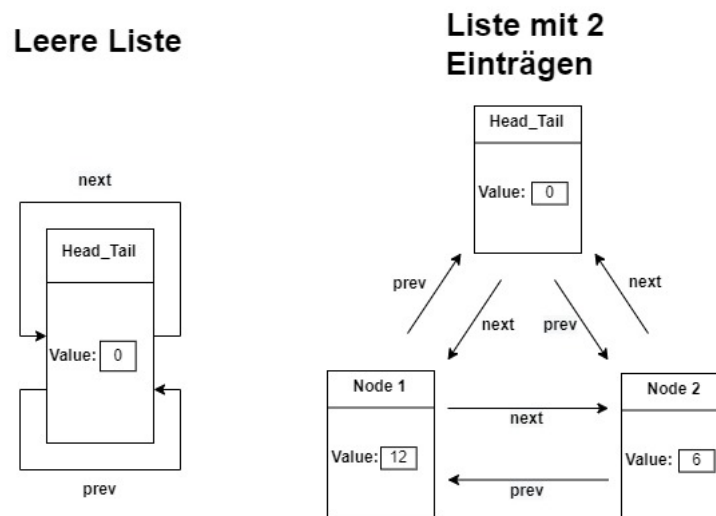 Leere Liste
Liste mit 2
Einträgen
next
Head_Tail
Value: 0
prev
Head_Tail
Value: 0
prev
next
next
prev
Node 1
Value: 12
next
prev
Node 2
Value: 6